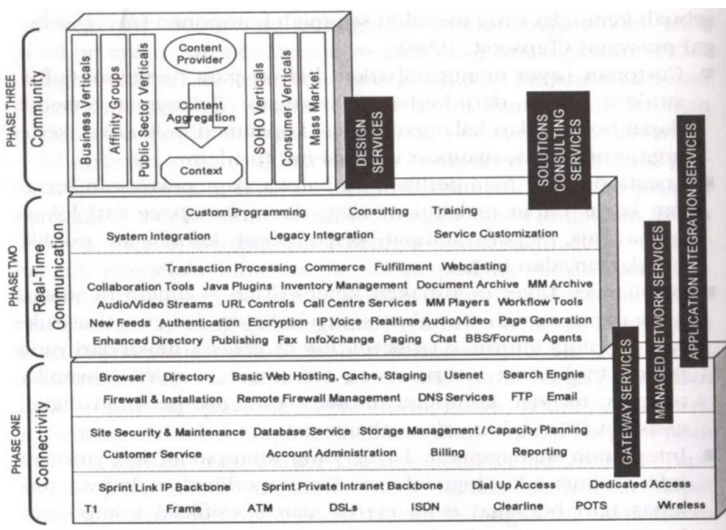 PHASE THREE
Community
Business Verticals
Affinity Groups
Public Sector Verticals
Content Provider
Content Aggregation
Context
SOHO Verticals
Consumer Verticals
Mass Market
DESIGN SERVICES
SOLUTIONS CONSULTING SERVICES
APPLICATION INTEGRATION SERVICES
MANAGED NETWORK SERVICES
GATEWAY SERVICES
PHASE TWO
Real-Time Communication
Custom Programming Consulting Training
System Integration Legacy Integration Service Customization
Transaction Processing Commerce Fulfillment Webcasting
Collaboration Tools Java Plugins Inventory Management Document Archive MM Archive
Audio/Video Streams URL Controls Call Centre Services MM Players Workflow Tools
New Feeds Authentication Encryption IP Voice Realtime Audio/Video Page Generation
Enhanced Directory Publishing Fax InfoXchange Paging Chat BBS/Forums Agents
PHASE ONE
Connectivity
Browser Directory Basic Web Hosting, Cache, Staging Usenet Search Engnie
Firewall & Installation Remote Firewall Management DNS Services FTP Email
Site Security & Maintenance Database Service Storage Management / Capacity Planning
Customer Service Account Administration Billing Reporting
Sprint Link IP Backbone Sprint Private Intranet Backbone Dial Up Access Dedicated Access
T1 Frame ATM DSLs ISDN Charline POTS Wireless